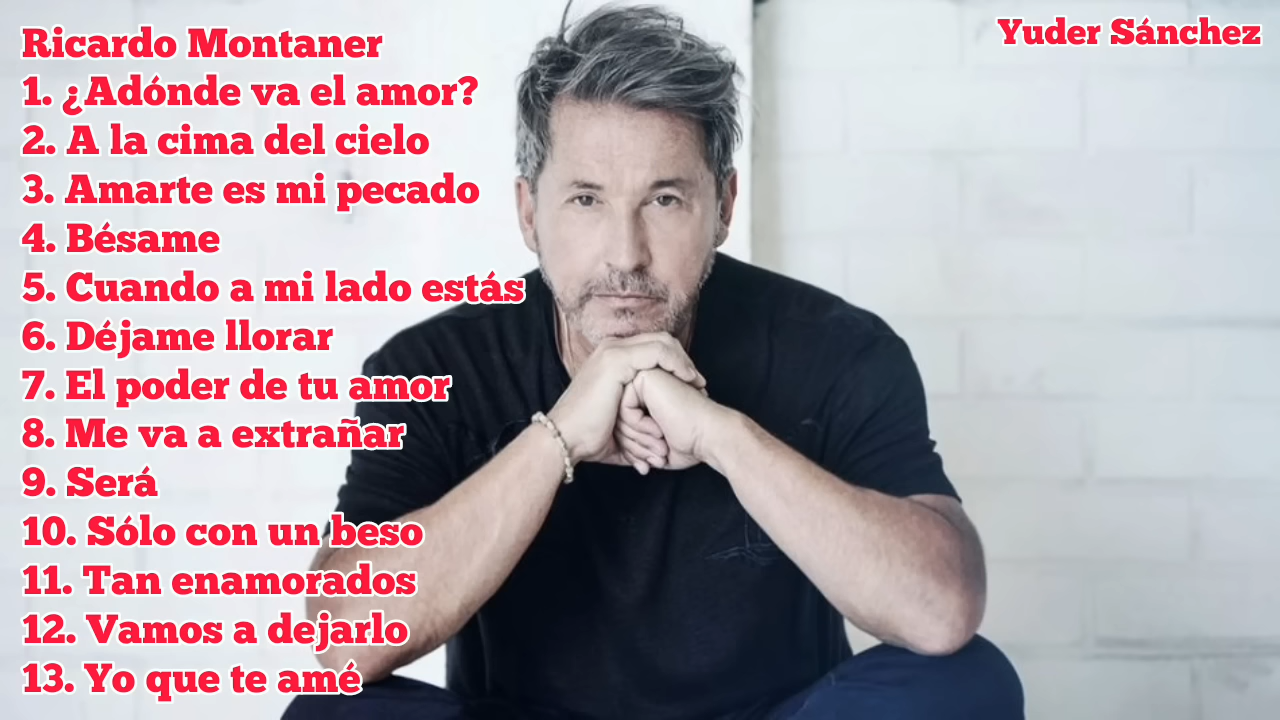 Ricardo Montaner
1. ¿Adónde va el amor?
2. A la cima del cielo
3. Amarte es mi pecado
4. Bésame
5. Cuando a mi lado estás
6. Déjame llorar
7. El poder de tu amor
8. Me va a extrañar
9. Será
10. Sólo con un beso
11. Tan enamorados
12. Vamos a dejarlo
13. Yo que te amé
Yuder Sánchez